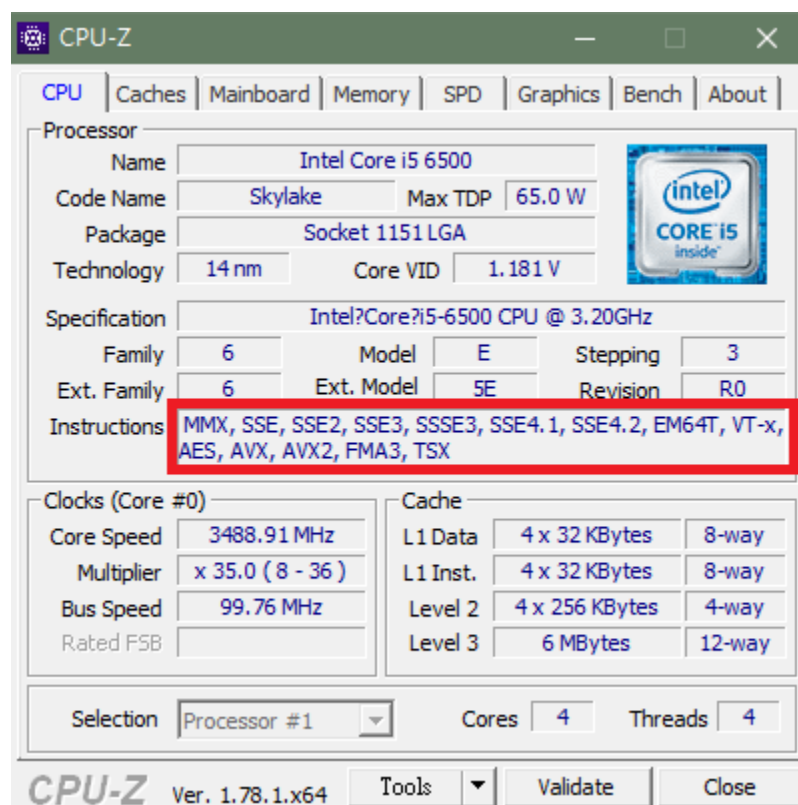 CPU-Z
CPU Caches Mainboard Memory SPD Graphics Bench About
Processor
Name Intel Core i5 6500
Code Name Skylake Max TDP 65.0 W
Package Socket 1151 LGA
Technology 14 nm Core VID 1.181 V
intel
CORE i5
inside
Specification Intel?Core?i5-6500 CPU @ 3.20GHz
Family 6 Model E Stepping 3
Ext. Family 6 Ext. Model 5E Revision R0
Instructions MMX, SSE, SSE2, SSE3, SSSE3, SSE4.1, SSE4.2, EM64T, VT-x,
AES, AVX, AVX2, FMA3, TSX
Clocks (Core #0)
Core Speed 3488.91 MHz
Multiplier x 35.0 ( 8 - 36 )
Bus Speed 99.76 MHz
Rated FSB
Cache
L1 Data 4 x 32 KBytes 8-way
L1 Inst. 4 x 32 KBytes 8-way
Level 2 4 x 256 KBytes 4-way
Level 3 6 MBytes 12-way
Selection Processor #1 Cores 4 Threads 4
CPU-Z Ver. 1.78.1.x64 Tools Validate Close